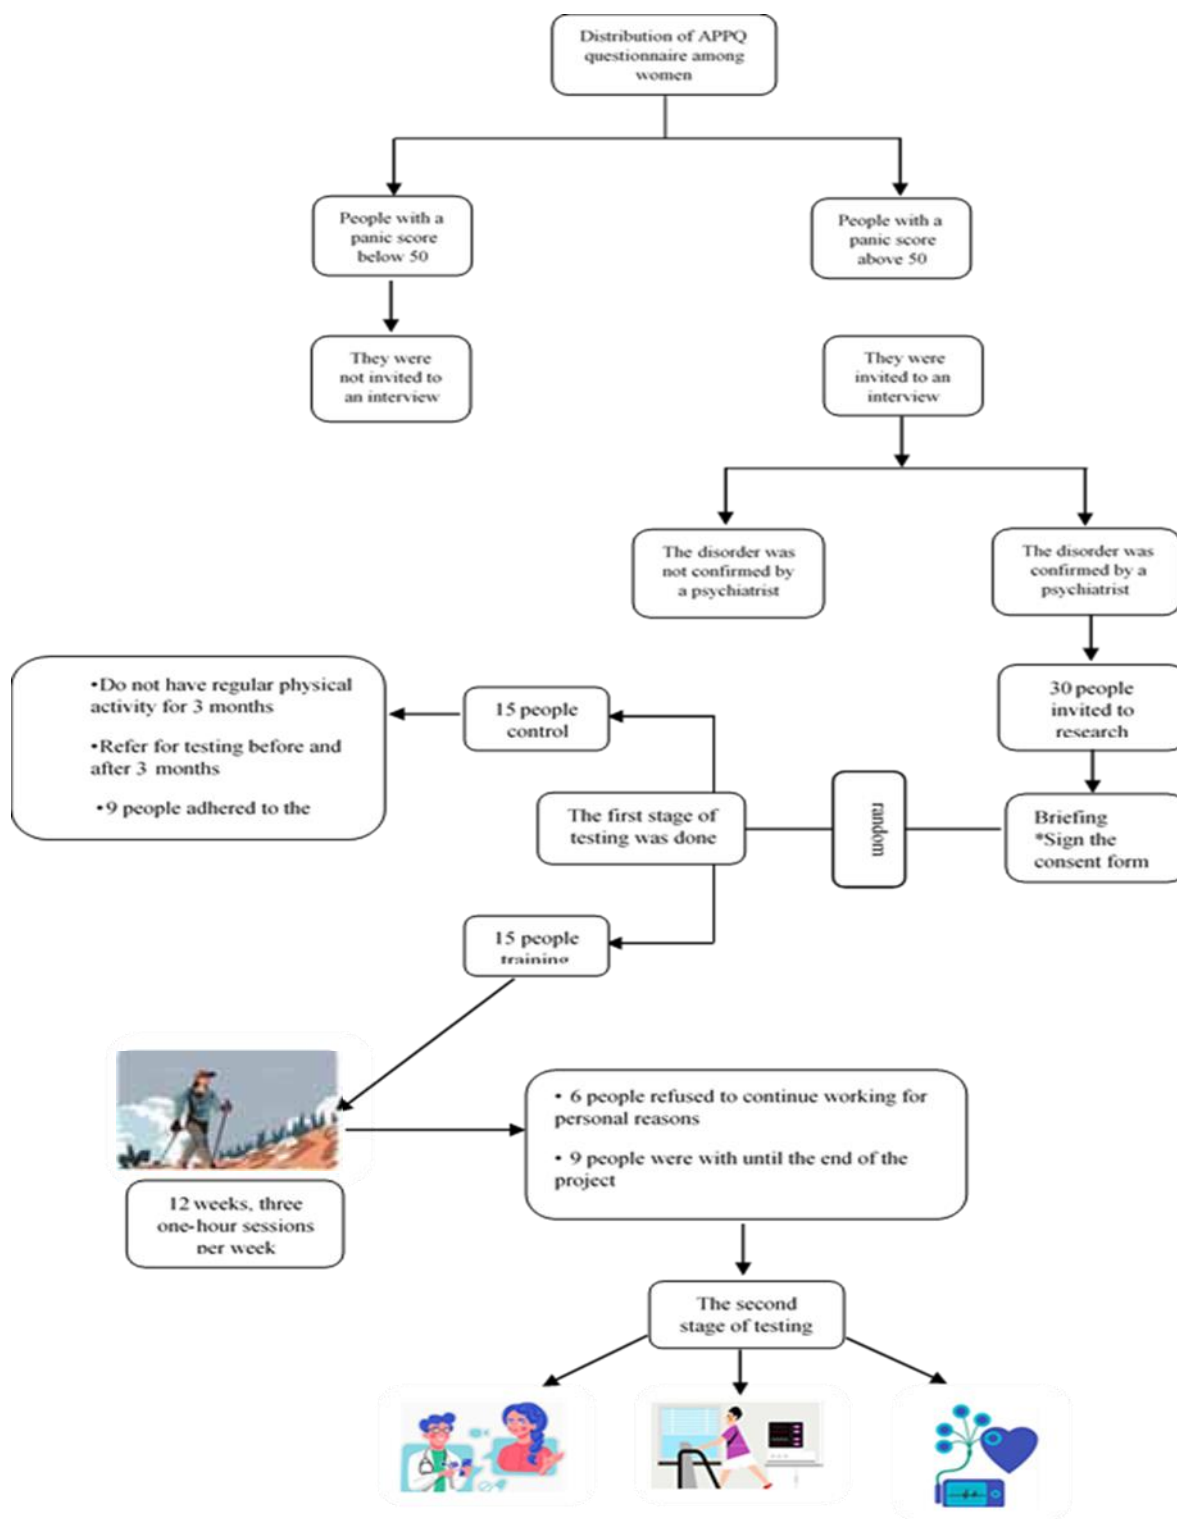 Distribution of APPQ
questionnaire among
women
People with a
panic score
below 50
People with a
panic score
above 50
They were
not invited to
an interview
They were
invited to an
interview
The disorder was
not confirmed by
a psychiatrist
The disorder was
confirmed by a
psychiatrist
30 people
invited to
research
Briefing
*Sign the
consent form
random
The first stage of
testing was done
15 people
control
•Do not have regular physical
activity for 3 months
•Refer for testing before and
after 3 months
•9 people adhered to the
15 people
training
12 weeks, three
one-hour sessions
per week
• 6 people refused to continue working for
personal reasons
• 9 people were with until the end of the
project
The second
stage of testing